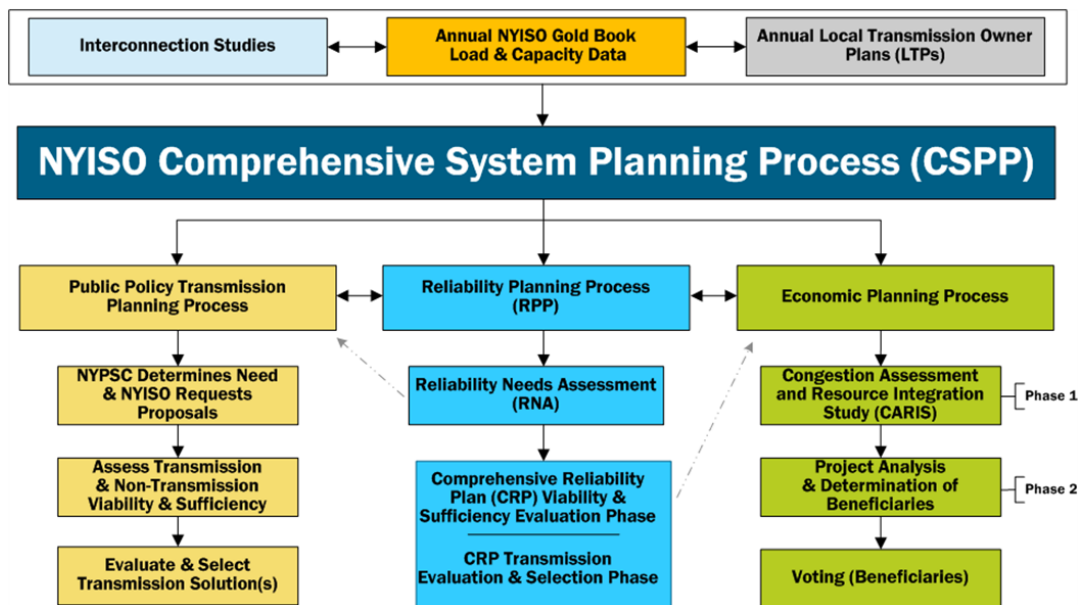 Interconnection Studies
Annual NYISO Gold Book
Load & Capacity Data
Annual Local Transmission Owner
Plans (LTPs)
NYISO Comprehensive System Planning Process (CSPP)
Public Policy Transmission
Planning Process
Reliability Planning Process
(RPP)
Economic Planning Process
NYPSC Determines Need
& NYISO Requests
Proposals
Reliability Needs Assessment
(RNA)
Congestion Assessment
and Resource Integration
Study (CARIS)
Phase 1
Assess Transmission
& Non-Transmission
Viability & Sufficiency
Comprehensive Reliability
Plan (CRP) Viability &
Sufficiency Evaluation Phase
CRP Transmission
Evaluation & Selection Phase
Project Analysis
& Determination of
Beneficiaries
Phase 2
Evaluate & Select
Transmission Solution(s)
Voting (Beneficiaries)